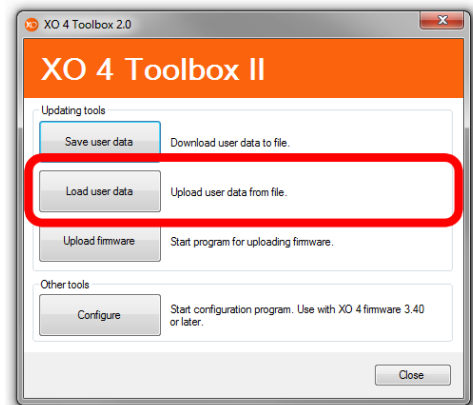 XO 4 Toolbox 2.0
XO 4 Toolbox II
Updating tools
Save user data
Download user data to file.
Load user data
Upload user data from file.
Upload firmware
Start program for uploading firmware.
Other tools
Configure
Start configuration program. Use with XO 4 firmware 3.40
or later.
Close